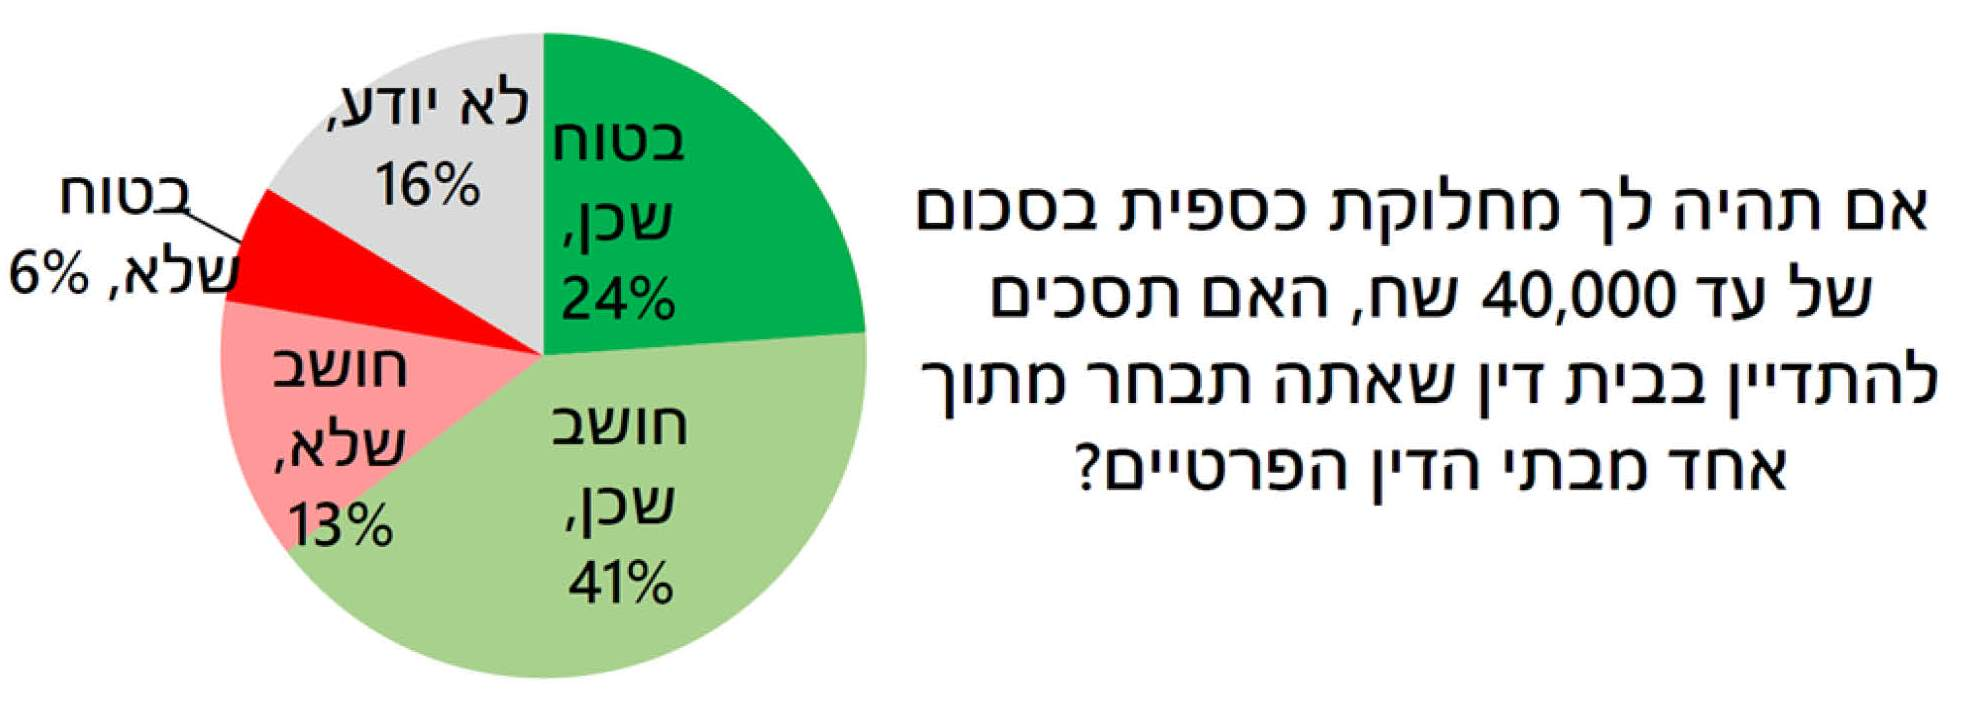 אם תהיה לך מחלוקת כספית בסכום
של עד 40,000 שח, האם תסכים
להתדיין בבית דין שאתה תבחר מתוך
אחד מבתי הדין הפרטיים?
בטוח
שכן,
24%
חושב
שכן,
41%
חושב
שלא,
13%
בטוח
שלא, 6%
לא יודע,
16%